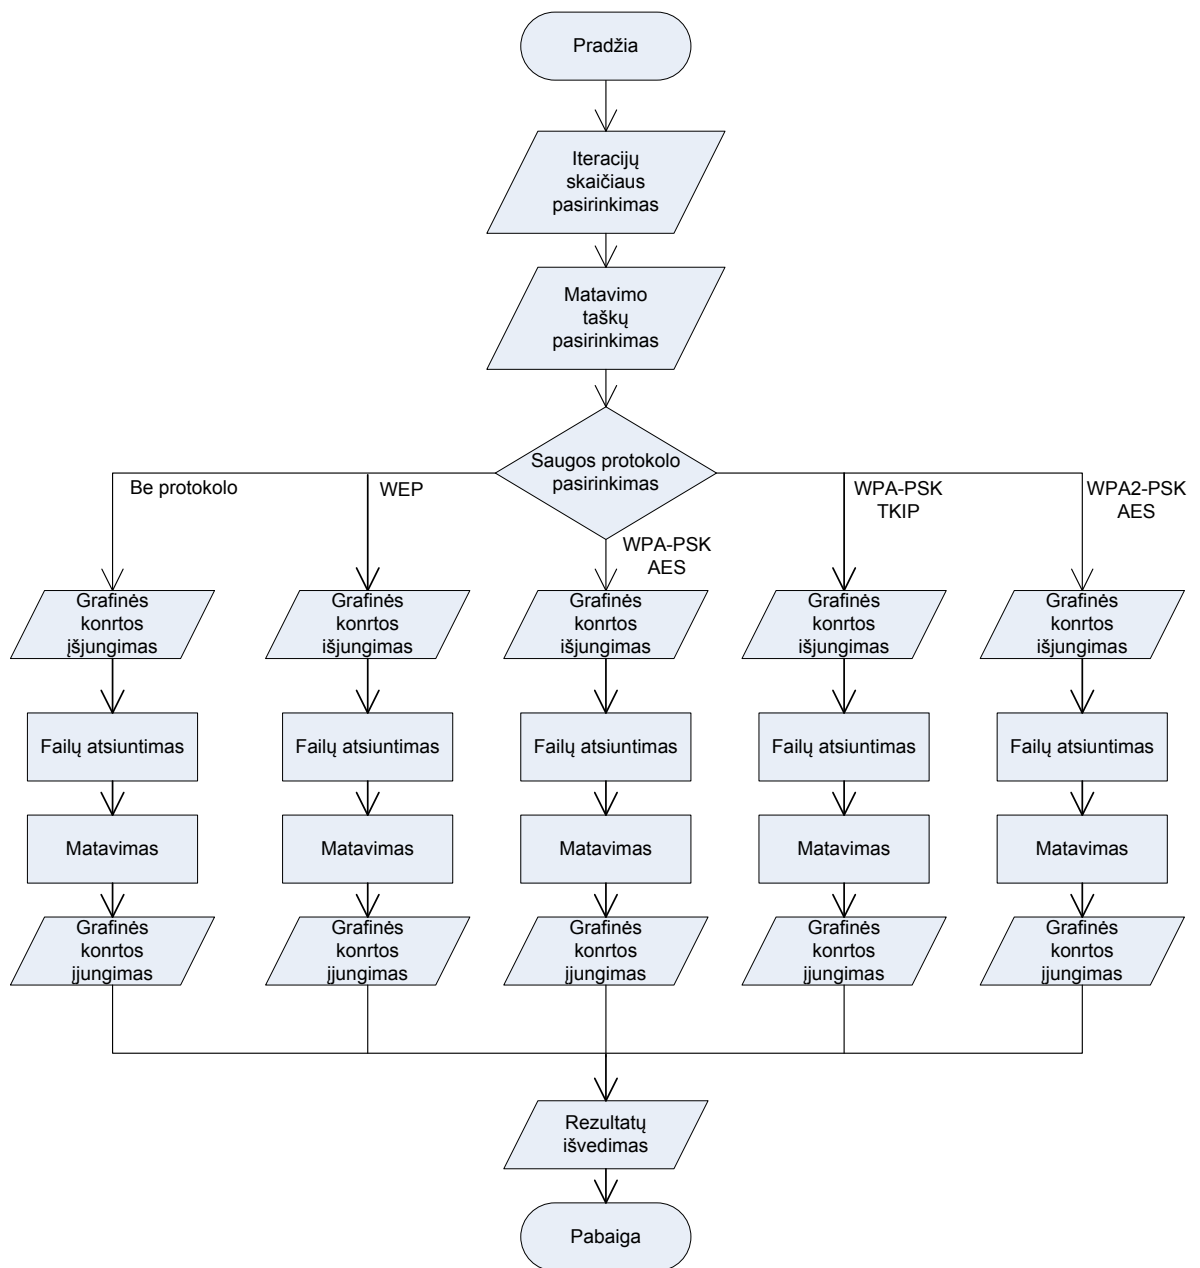 Pradžia
Iteracijų
skaičiaus
pasirinkimas
Matavimo
taškų
pasirinkimas
Saugos protokolo
pasirinkimas
Be protokolo
WEP
WPA-PSK
AES
WPA-PSK
TKIP
WPA2-PSK
AES
Grafinės
konrtos
įšjungimas
Grafinės
konrtos
išjungimas
Grafinės
konrtos
išjungimas
Grafinės
konrtos
išjungimas
Grafinės
konrtos
išjungimas
Failų atsiuntimas
Failų atsiuntimas
Failų atsiuntimas
Failų atsiuntimas
Failų atsiuntimas
Matavimas
Matavimas
Matavimas
Matavimas
Matavimas
Grafinės
konrtos
įjungimas
Grafinės
konrtos
įjungimas
Grafinės
konrtos
įjungimas
Grafinės
konrtos
įjungimas
Grafinės
konrtos
įjungimas
Rezultatų
išvedimas
Pabaiga